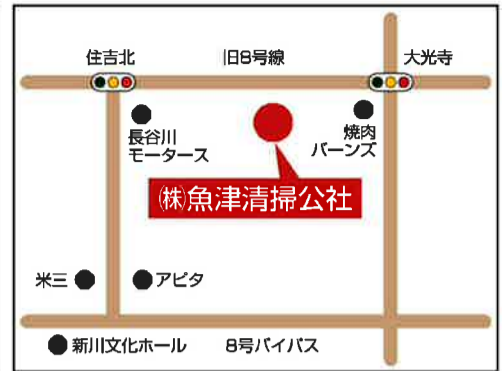 住吉北
旧8号線
大光寺
長谷川
モータース
焼肉
バーンズ
㈱魚津清掃公社
米三
アピタ
新川文化ホール
8号バイパス